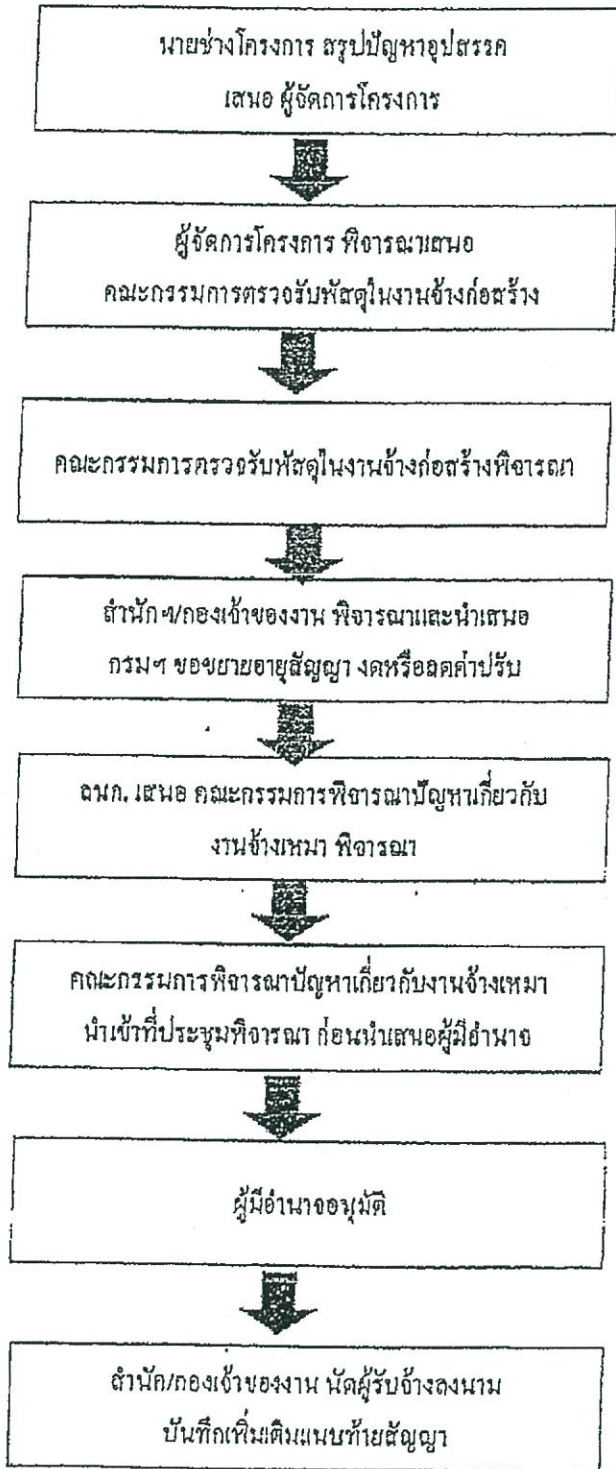 นายช่างโครงการ สรุปปัญหาอุปสรรค
เสนอ ผู้จัดการโครงการ
ผู้จัดการโครงการ พิจารณาเสนอ
คณะกรรมการตรวจรับพัสดุในงานจ้างก่อสร้าง
คณะกรรมการตรวจรับพัสดุในงานจ้างก่อสร้างพิจารณา
สำนักฯ/กองเจ้าของงาน พิจารณาและนำเสนอ
กรมฯ ขอขยายอายุสัญญา งดหรือลดค่าปรับ
เสนอ คณะกรรมการพิจารณาปัญหาเกี่ยวกับ
งานจ้างเหมา พิจารณา
คณะกรรมการพิจารณาปัญหาเกี่ยวกับงานจ้างเหมา
นำเข้าที่ประชุมพิจารณา ก่อนนำเสนอผู้มีอำนาจ
ผู้มีอำนาจอนุมัติ
สำนัก/กองเจ้าของงาน นัดผู้รับจ้างลงนาม
บันทึกเพิ่มเติมแนบท้ายสัญญา